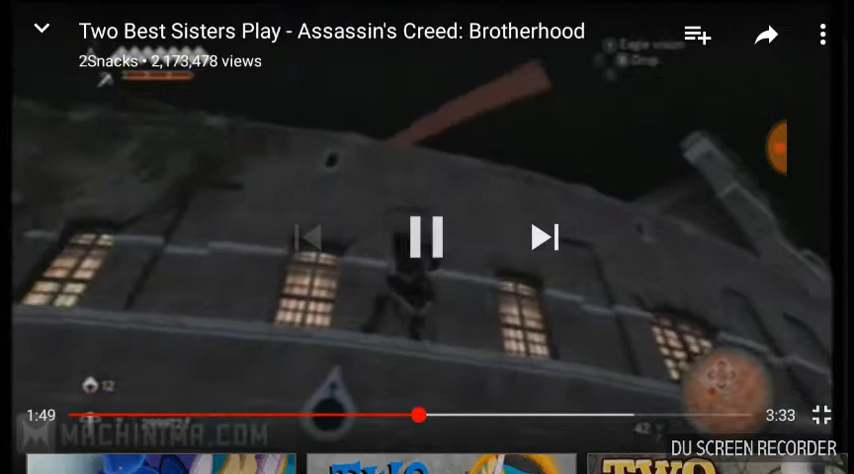 Two Best Sisters Play - Assassin's Creed: Brotherhood
2Snacks • 2,173,478 views
Eagle vision
Drop
12
1:49
3:33
MACHINIMA.COM
42
DU SCREEN RECORDER
TWO
TWO